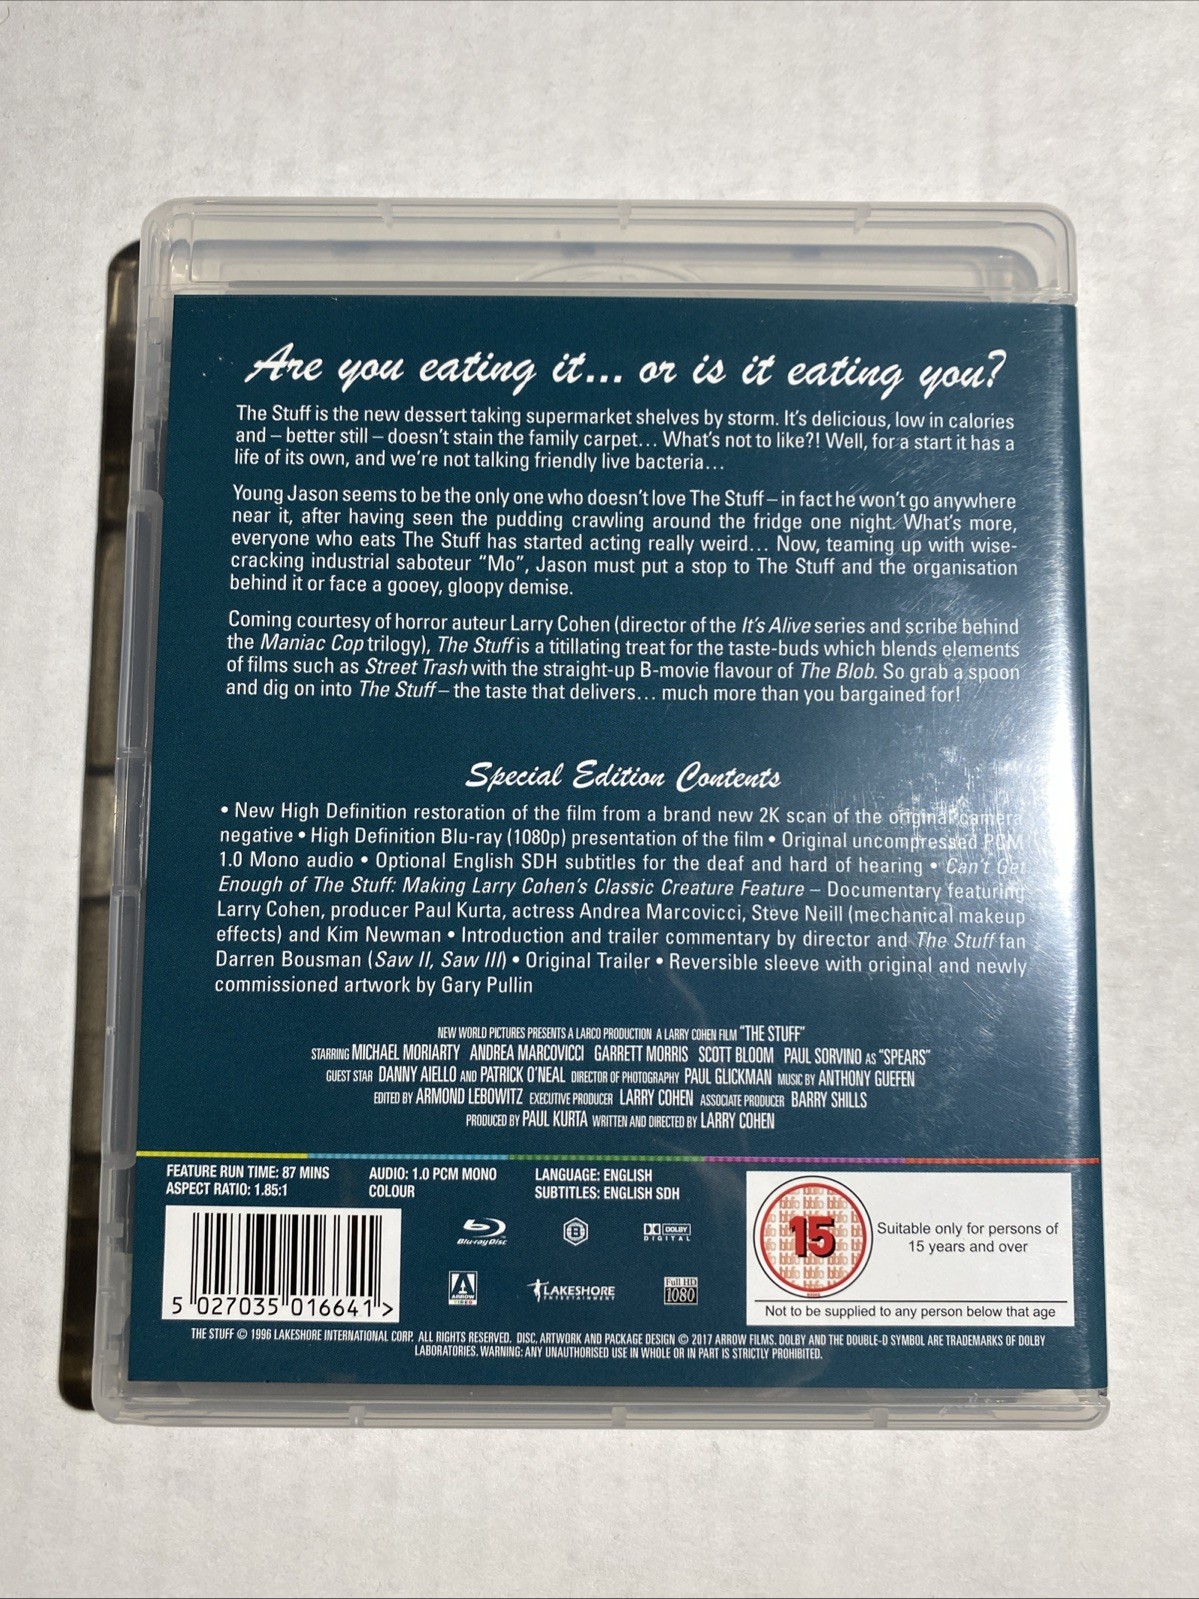 Are you eating it... or is it eating you?
The Stuff is the new dessert taking supermarket shelves by storm. It's delicious, low in calories
and – better still – doesn't stain the family carpet... What's not to like?! Well, for a start it has a
life of its own, and we're not talking friendly live bacteria...
Young Jason seems to be the only one who doesn't love The Stuff – in fact he won't go anywhere
near it, after having seen the pudding crawling around the fridge one night. What's more,
everyone who eats The Stuff has started acting really weird... Now, teaming up with wise-
cracking industrial saboteur "Mo", Jason must put a stop to The Stuff and the organisation
behind it or face a gooey, gloopy demise.
Coming courtesy of horror auteur Larry Cohen (director of the It's Alive series and scribe behind
the Maniac Cop trilogy), The Stuff is a titillating treat for the taste-buds which blends elements
of films such as Street Trash with the straight-up B-movie flavour of The Blob. So grab a spoon
and dig on into The Stuff – the taste that delivers... much more than you bargained for!
Special Edition Contents
• New High Definition restoration of the film from a brand new 2K scan of the original camera
negative • High Definition Blu-ray (1080p) presentation of the film • Original uncompressed PCM
1.0 Mono audio • Optional English SDH subtitles for the deaf and hard of hearing • Can't Get
Enough of The Stuff: Making Larry Cohen's Classic Creature Feature – Documentary featuring
Larry Cohen, producer Paul Kurta, actress Andrea Marcovicci, Steve Neill (mechanical makeup
effects) and Kim Newman • Introduction and trailer commentary by director and The Stuff fan
Darren Bousman (Saw II, Saw III) • Original Trailer • Reversible sleeve with original and newly
commissioned artwork by Gary Pullin
NEW WORLD PICTURES PRESENTS A LARCO PRODUCTION A LARRY COHEN FILM "THE STUFF"
STARRING MICHAEL MORIARTY ANDREA MARCOVICCI GARRETT MORRIS SCOTT BLOOM PAUL SORVINO AS "SPEARS"
GUEST STAR DANNY AIELLO AND PATRICK O'NEAL DIRECTOR OF PHOTOGRAPHY PAUL GLICKMAN MUSIC BY ANTHONY GUEFEN
EDITED BY ARMOND LEBOWITZ EXECUTIVE PRODUCER LARRY COHEN ASSOCIATE PRODUCER BARRY SHILLS
PRODUCED BY PAUL KURTA WRITTEN AND DIRECTED BY LARRY COHEN
FEATURE RUN TIME: 87 MINS AUDIO: 1.0 PCM MONO LANGUAGE: ENGLISH
ASPECT RATIO: 1.85:1 COLOUR SUBTITLES: ENGLISH SDH
Blu-ray Disc B DOLBY DIGITAL
15 Suitable only for persons of
15 years and over
ARROW VIDEO LAKESHORE ENTERTAINMENT Full HD 1080
Not to be supplied to any person below that age
5 027035 016641 >
THE STUFF © 1996 LAKESHORE INTERNATIONAL CORP. ALL RIGHTS RESERVED. DISC, ARTWORK AND PACKAGE DESIGN © 2017 ARROW FILMS. DOLBY AND THE DOUBLE-D SYMBOL ARE TRADEMARKS OF DOLBY
LABORATORIES. WARNING: ANY UNAUTHORISED USE IN WHOLE OR IN PART IS STRICTLY PROHIBITED.